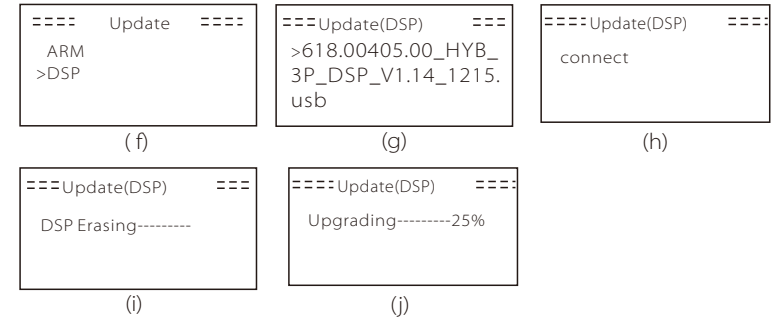 ==== Update ====
ARM
>DSP
(f)
===Update(DSP) ===
>618.00405.00_HYB_
3P_DSP_V1.14_1215.
usb
(g)
====Update(DSP) ====
connect
(h)
===Update(DSP) ===
DSP Erasing---------
(i)
====Update(DSP) ====
Upgrading---------25%
(j)